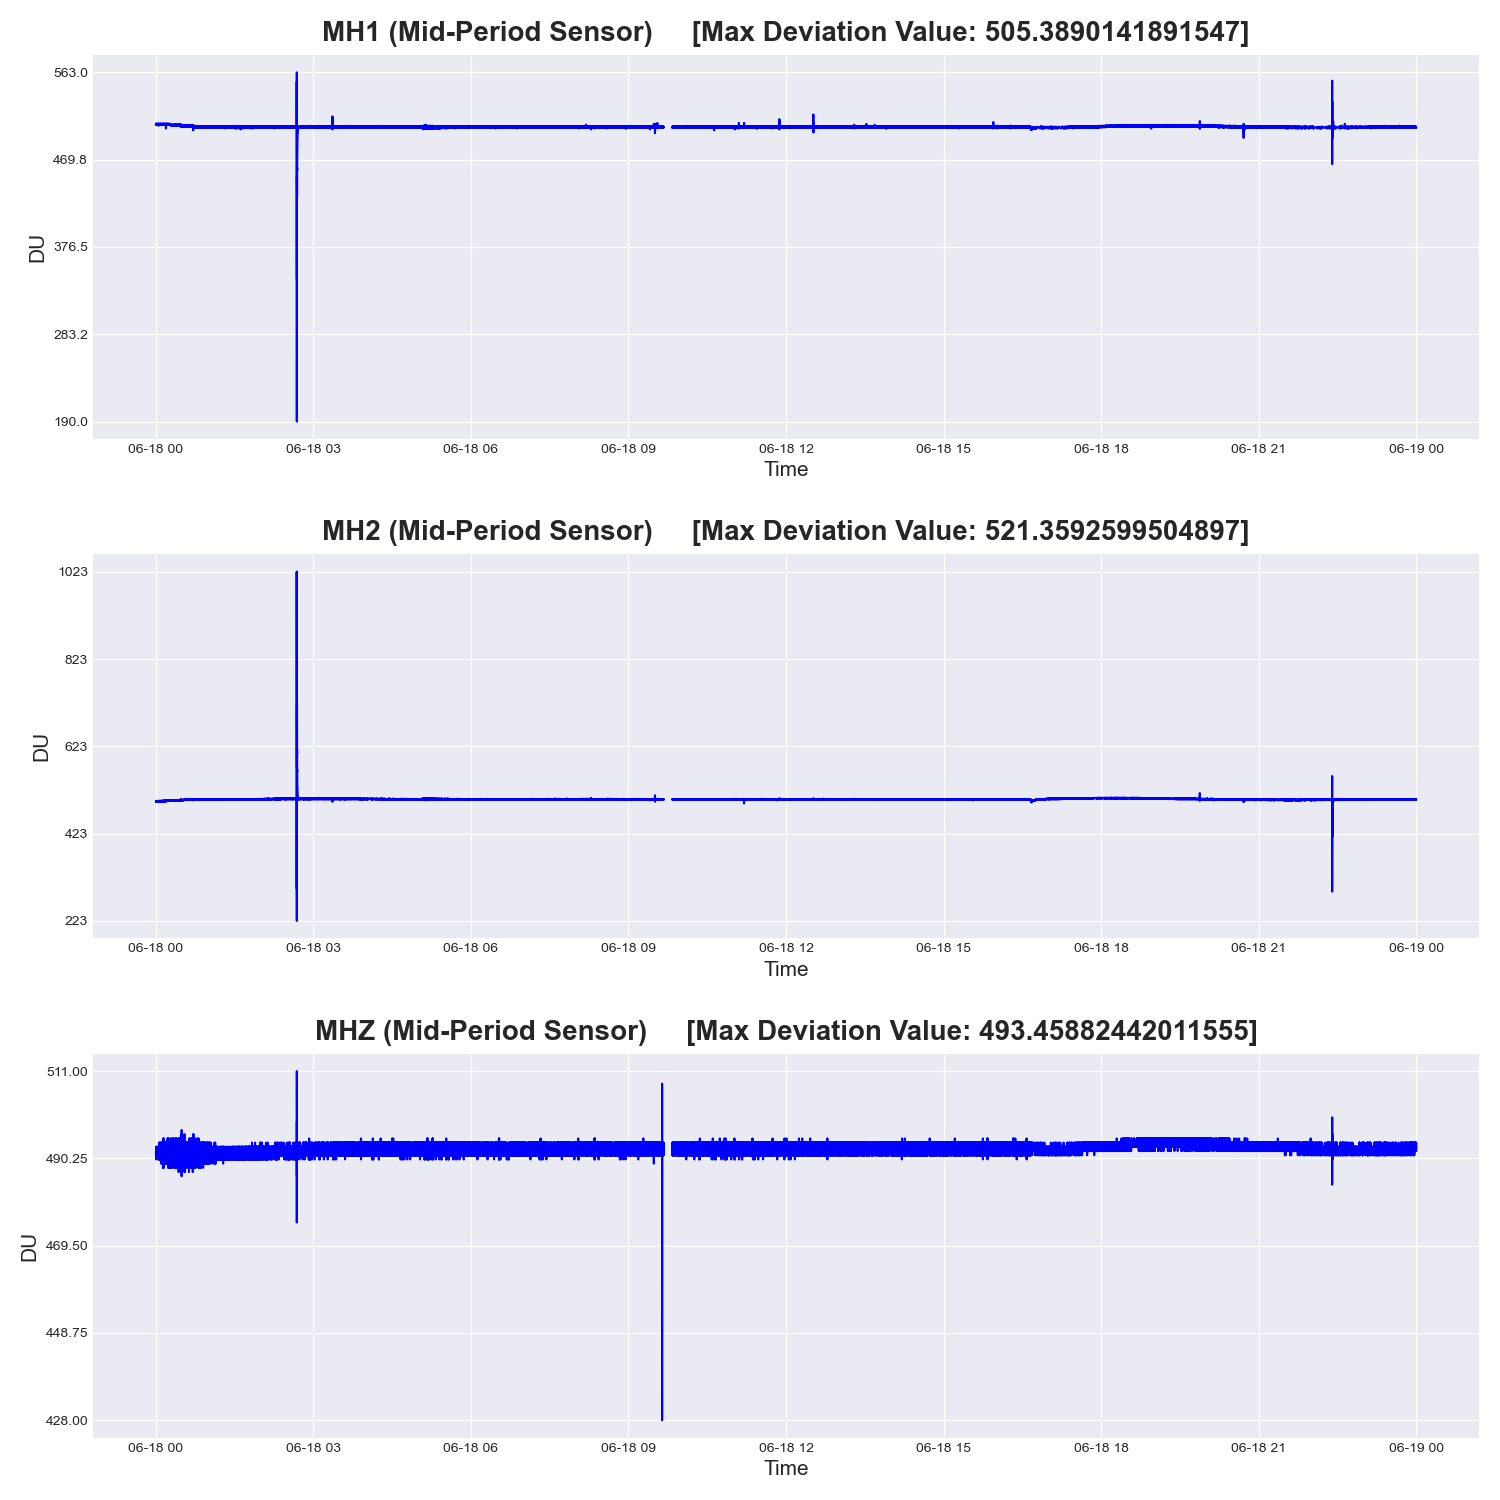 MH1 (Mid-Period Sensor) [Max Deviation Value: 505.3890141891547]
563.0
469.8
376.5
283.2
190.0
DU
06-18 00 06-18 03 06-18 06 06-18 09 06-18 12 06-18 15 06-18 18 06-18 21 06-19 00
Time
MH2 (Mid-Period Sensor) [Max Deviation Value: 521.3592599504897]
1023
823
623
423
223
DU
06-18 00 06-18 03 06-18 06 06-18 09 06-18 12 06-18 15 06-18 18 06-18 21 06-19 00
Time
MHZ (Mid-Period Sensor) [Max Deviation Value: 493.45882442011555]
511.00
490.25
469.50
448.75
428.00
DU
06-18 00 06-18 03 06-18 06 06-18 09 06-18 12 06-18 15 06-18 18 06-18 21 06-19 00
Time